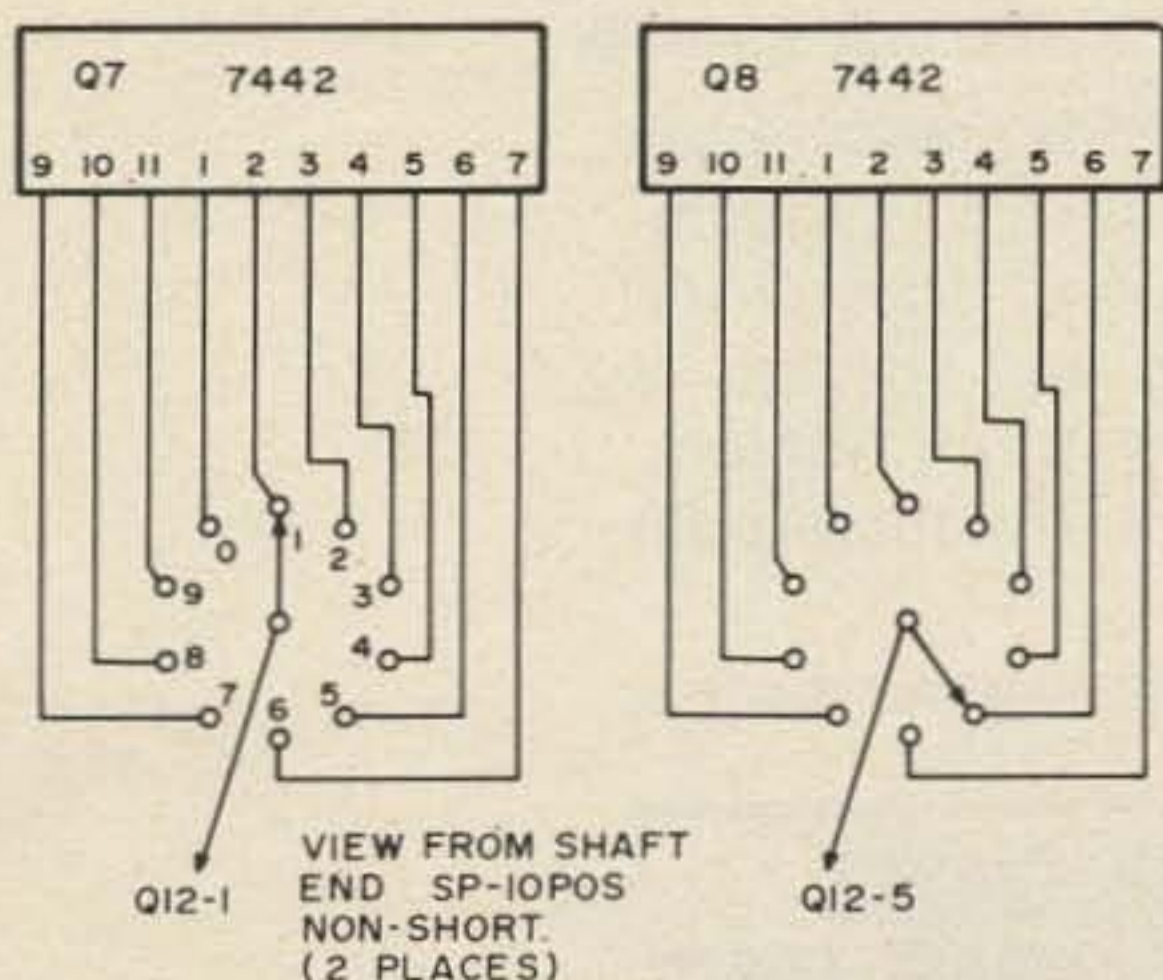 Q7 7442
9 10 11 1 2 3 4 5 6 7
Q8 7442
9 10 11 1 2 3 4 5 6 7
0
1
2
3
4
5
6
7
8
9
Q12-1
VIEW FROM SHAFT
END SP-10POS
NON-SHORT.
(2 PLACES)
Q12-5